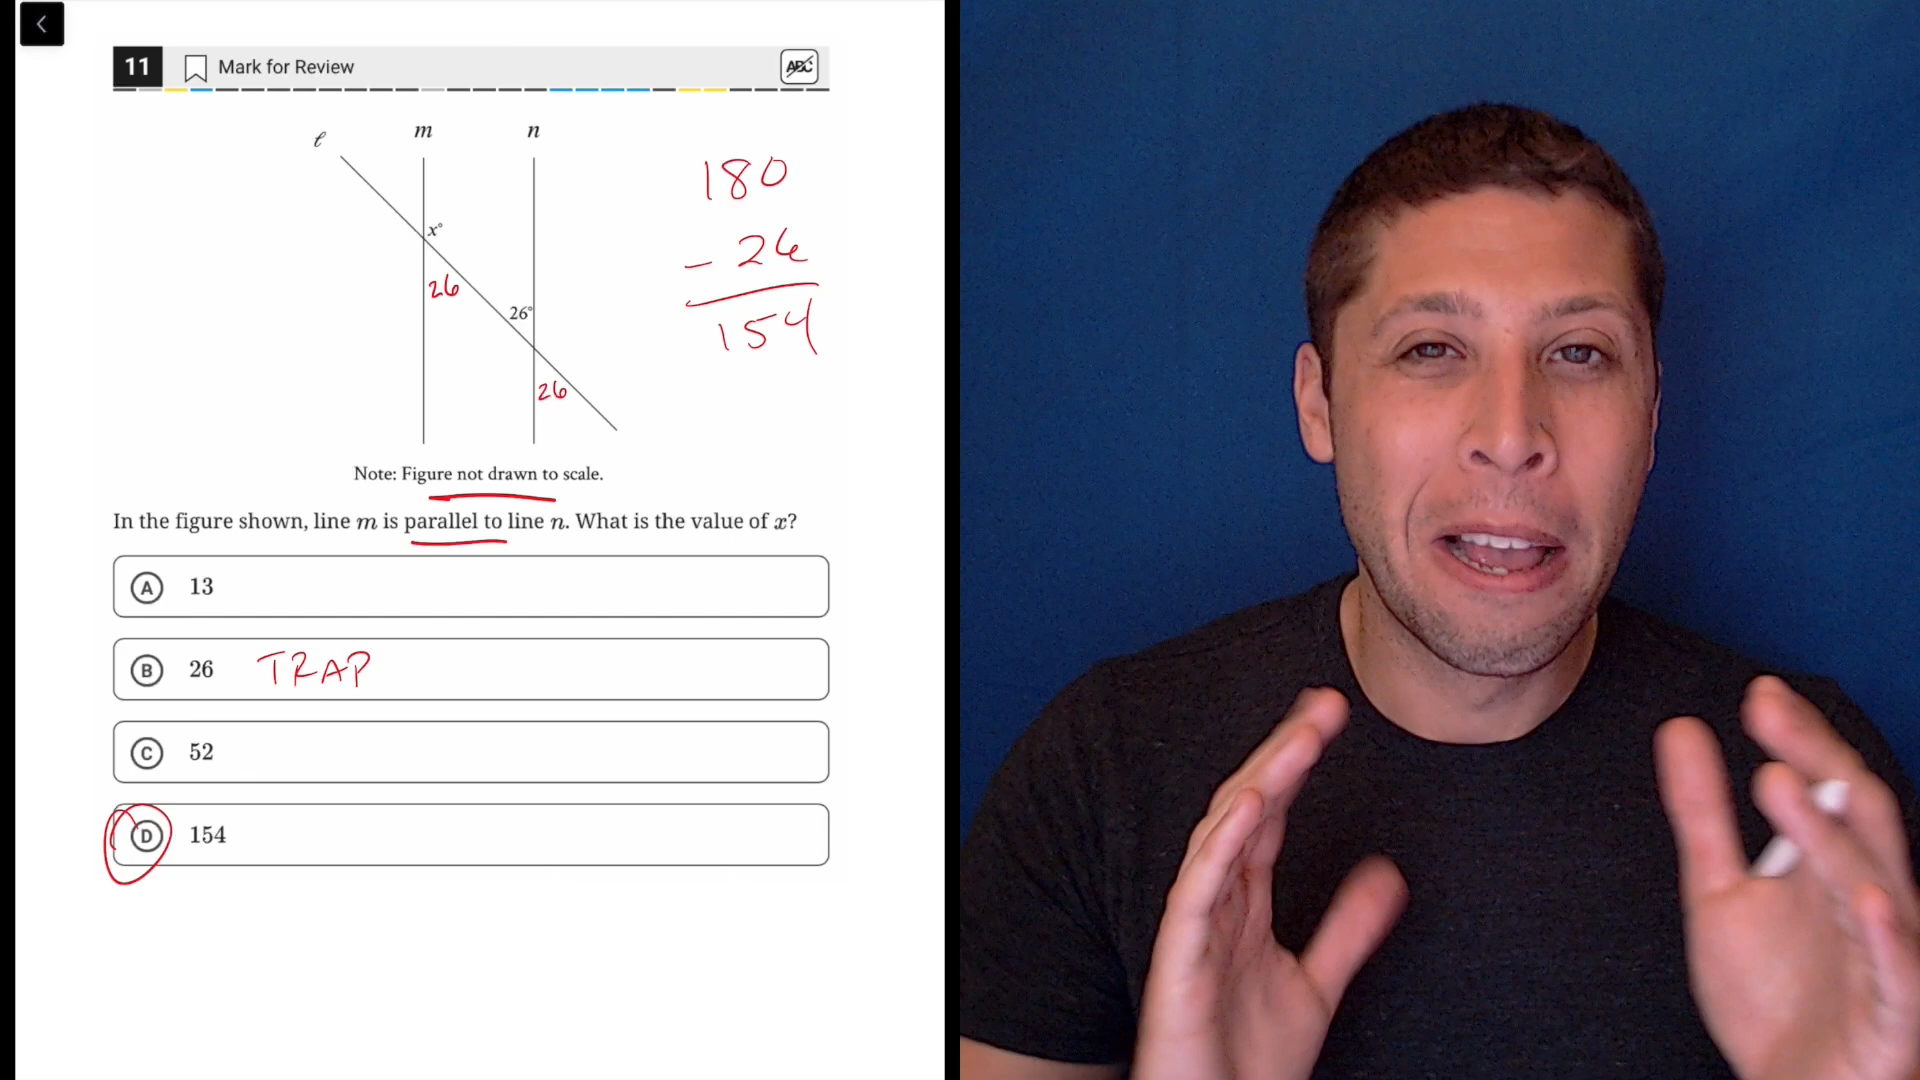 11 Mark for Review ABC
ℓ m n
x°
26
26°
26
180
- 26
154
Note: Figure not drawn to scale.
In the figure shown, line m is parallel to line n. What is the value of x?
A 13
B 26 TRAP
C 52
D 154